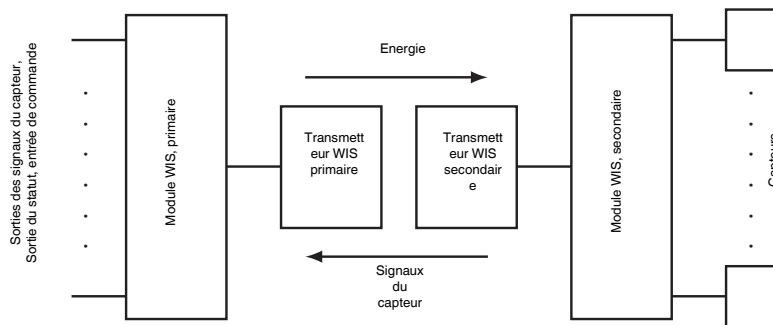 Sorties des signaux du capteur,
Sortie du statut, entrée de commande
Module WIS, primaire
Energie
Transmett
eur WIS
primaire
Transmett
eur WIS
secondair
e
Signaux
du
capteur
Module WIS, secondaire
Capteurs